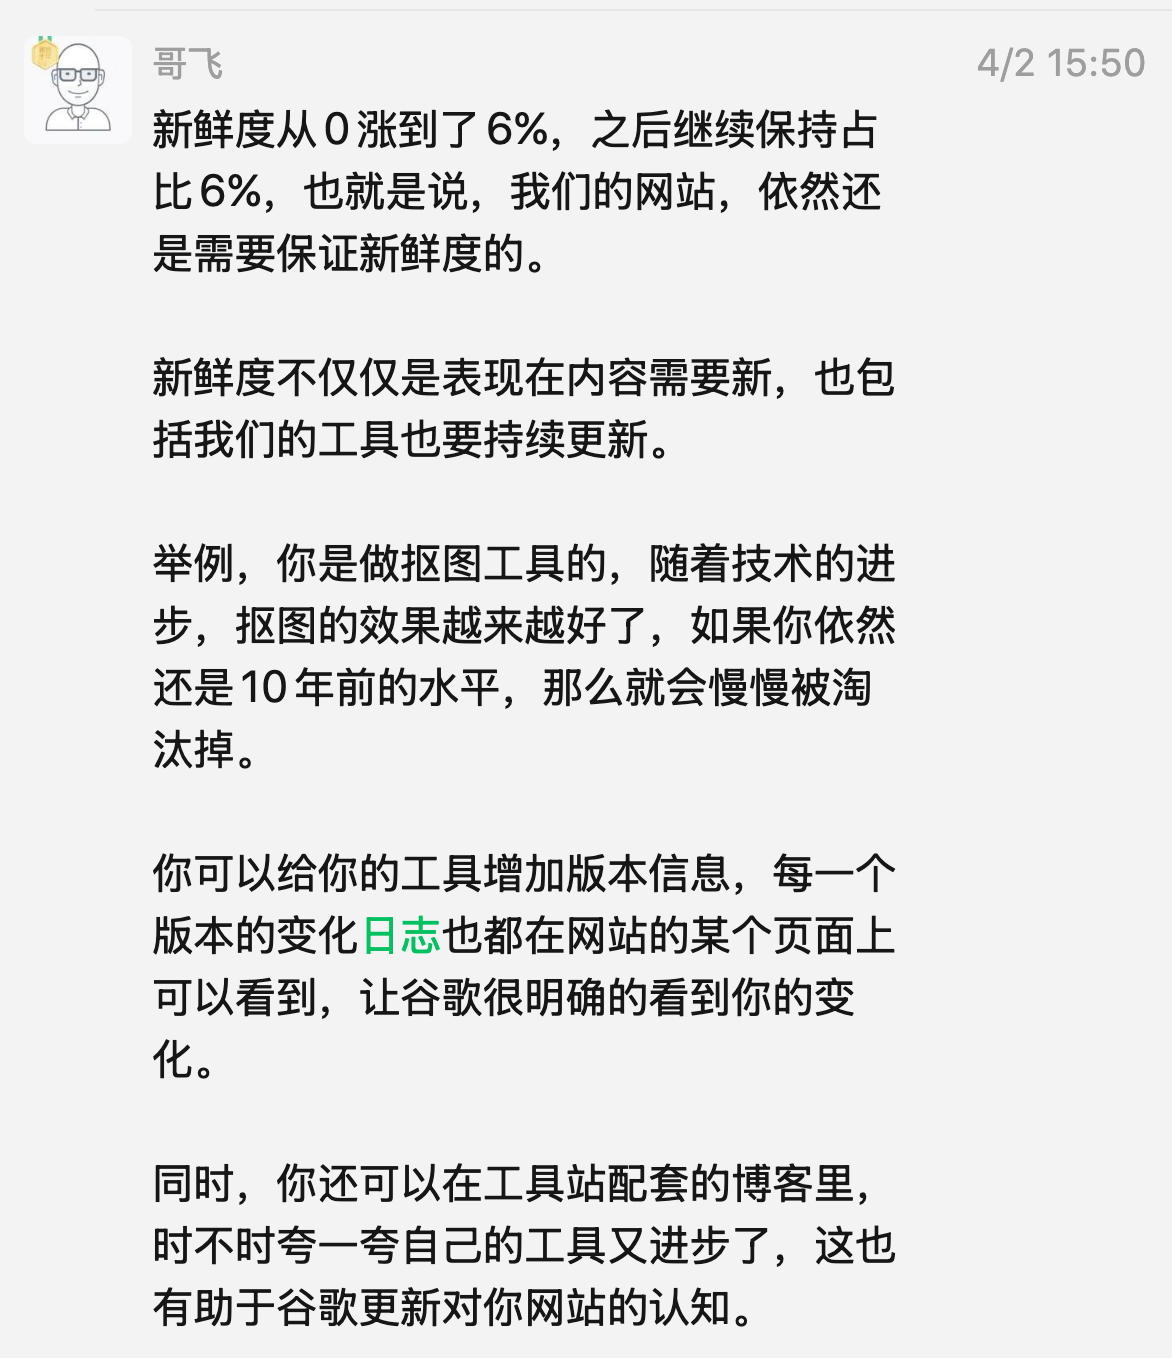 哥飞
4/2 15:50
新鲜度从0涨到了6%，之后继续保持占
比6%，也就是说，我们的网站，依然还
是需要保证新鲜度的。
新鲜度不仅仅是表现在内容需要新，也包
括我们的工具也要持续更新。
举例，你是做抠图工具的，随着技术的进
步，抠图的效果越来越好了，如果你依然
还是10年前的水平，那么就会慢慢被淘
汰掉。
你可以给你的工具增加版本信息，每一个
版本的变化日志也都在网站的某个页面上
可以看到，让谷歌很明确的看到你的变
化。
同时，你还可以在工具站配套的博客里，
时不时夸一夸自己的工具又进步了，这也
有助于谷歌更新对你网站的认知。